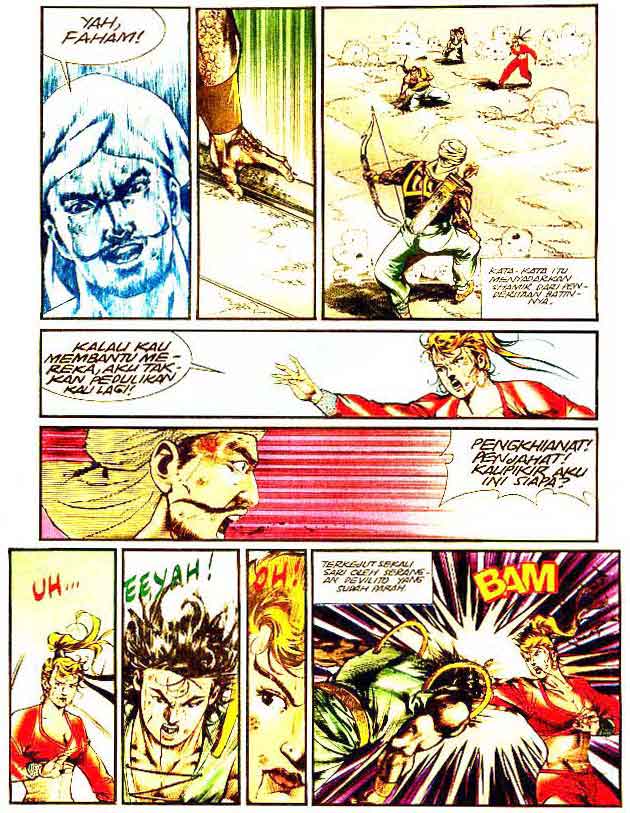 YAH,
FAHAM!
KATA-KATA ITU
MENYADARKAN
SHAMIR DARI PEN-
DERITAAN BATIN-
NYA.
KALAU KAU
MEMBANTU ME-
REKA, AKU TAK-
KAN PEDULIKAN
KAU LAGI!
PENGKHIANAT!
PENJAHAT!
KAUPIKIR AKU
INI SIAPA?
UH...
EEYAH!
OH!
TERKEJUT SEKALI
SARI OLEH SERANG-
AN DEVILITO YANG
SUDAH PARAH.
BAM